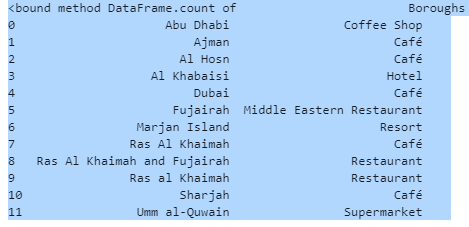 <bound method DataFrame.count of Boroughs
0 Abu Dhabi Coffee Shop
1 Ajman Café
2 Al Hosn Café
3 Al Khabaisi Hotel
4 Dubai Café
5 Fujairah Middle Eastern Restaurant
6 Marjan Island Resort
7 Ras Al Khaimah Café
8 Ras Al Khaimah and Fujairah Restaurant
9 Ras al Khaimah Restaurant
10 Sharjah Café
11 Umm al-Quwain Supermarket